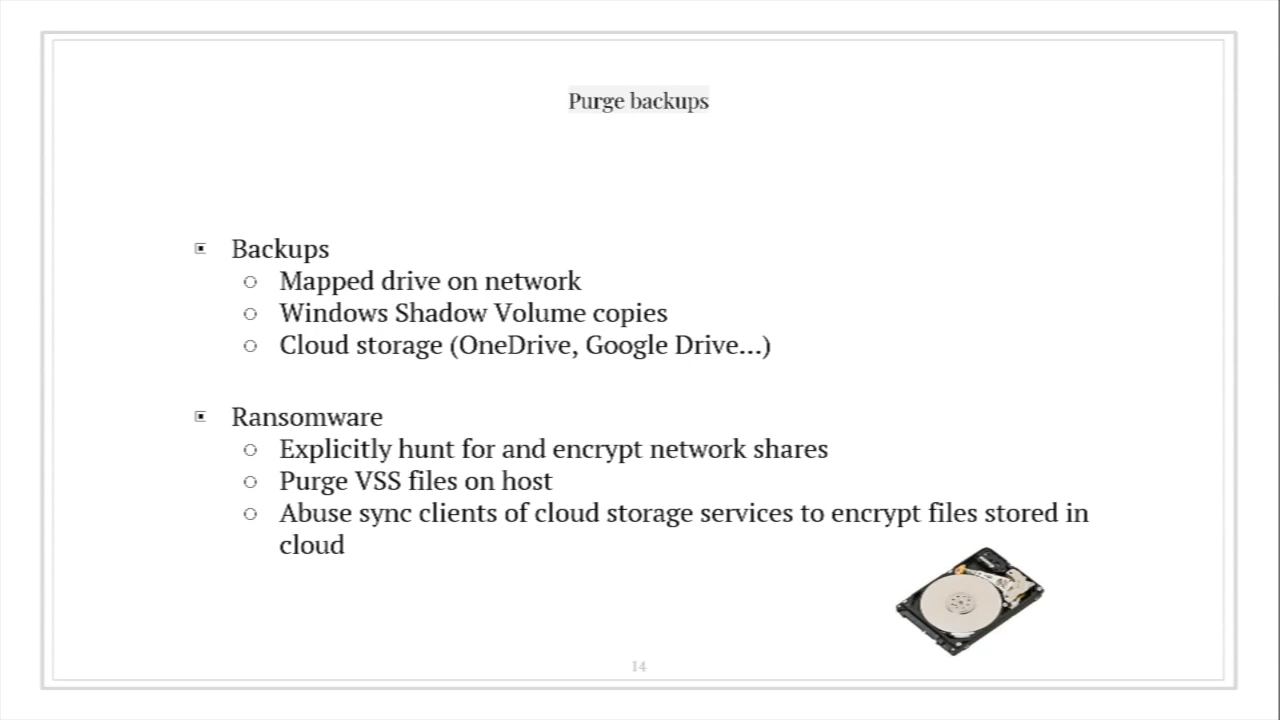 Purge backups
Backups
Mapped drive on network
Windows Shadow Volume copies
Cloud storage (OneDrive, Google Drive...)
Ransomware
Explicitly hunt for and encrypt network shares
Purge VSS files on host
Abuse sync clients of cloud storage services to encrypt files stored in
cloud
14